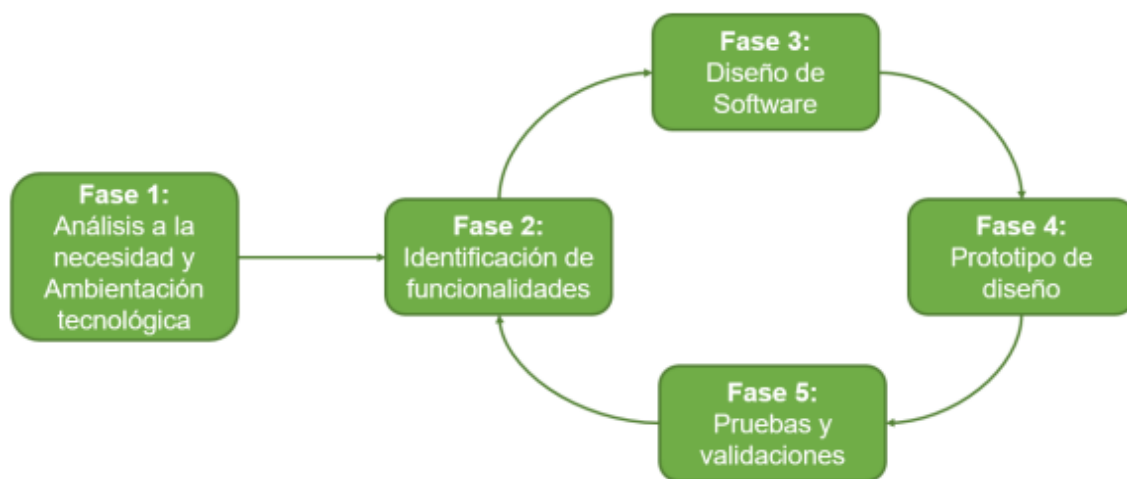 Fase 1:
Análisis a la
necesidad y
Ambientación
tecnológica
Fase 2:
Identificación de
funcionalidades
Fase 3:
Diseño de
Software
Fase 4:
Prototipo de
diseño
Fase 5:
Pruebas y
validaciones